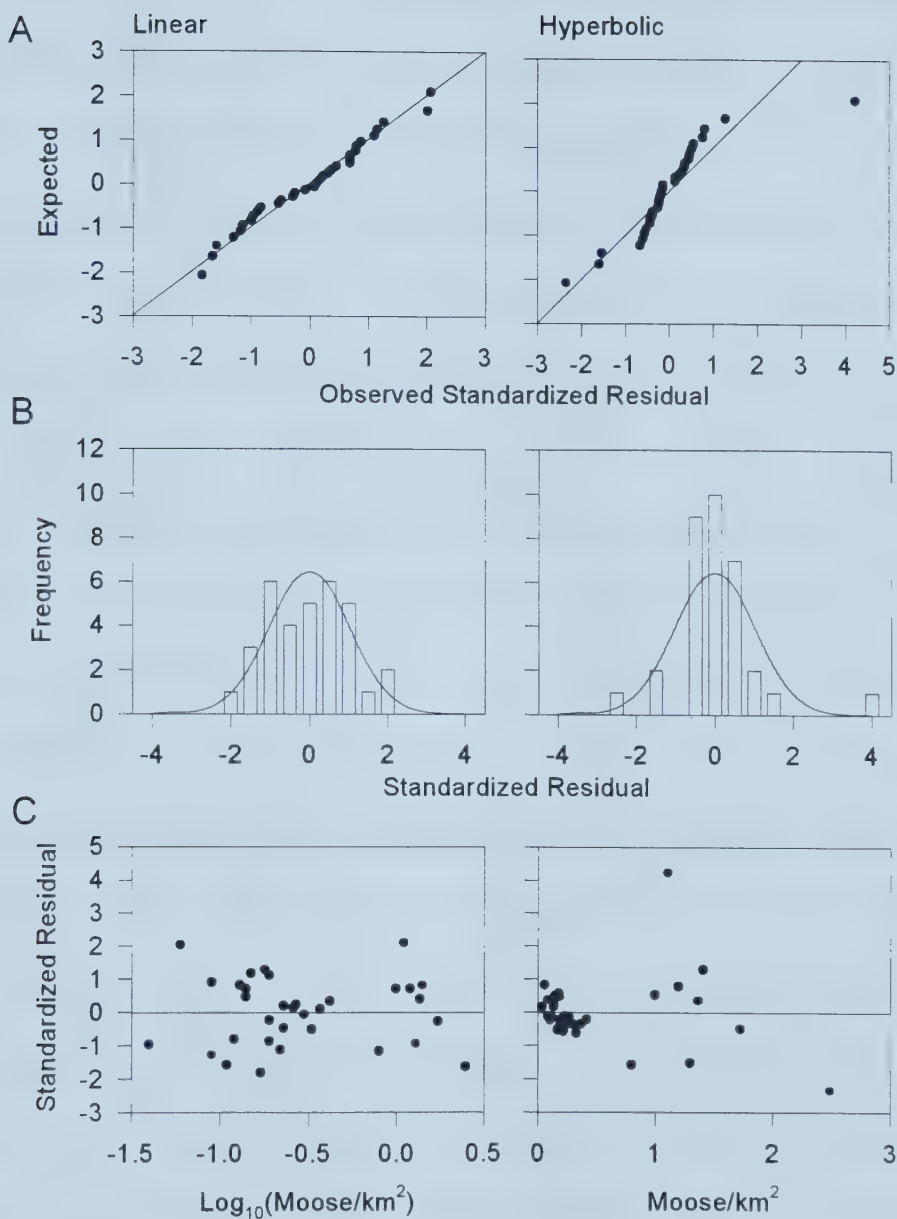 A
Linear
Hyperbolic
3
2
1
0
-1
-2
-3
Expected
-3 -2 -1 0 1 2 3
-3 -2 -1 0 1 2 3 4 5
Observed Standardized Residual
B
12
10
8
6
4
2
0
Frequency
-4 -2 0 2 4
-4 -2 0 2 4
Standardized Residual
C
5
4
3
2
1
0
-1
-2
-3
Standardized Residual
-1.5 -1.0 -0.5 0.0 0.5
0 1 2 3
Log10(Moose/km²)
Moose/km²